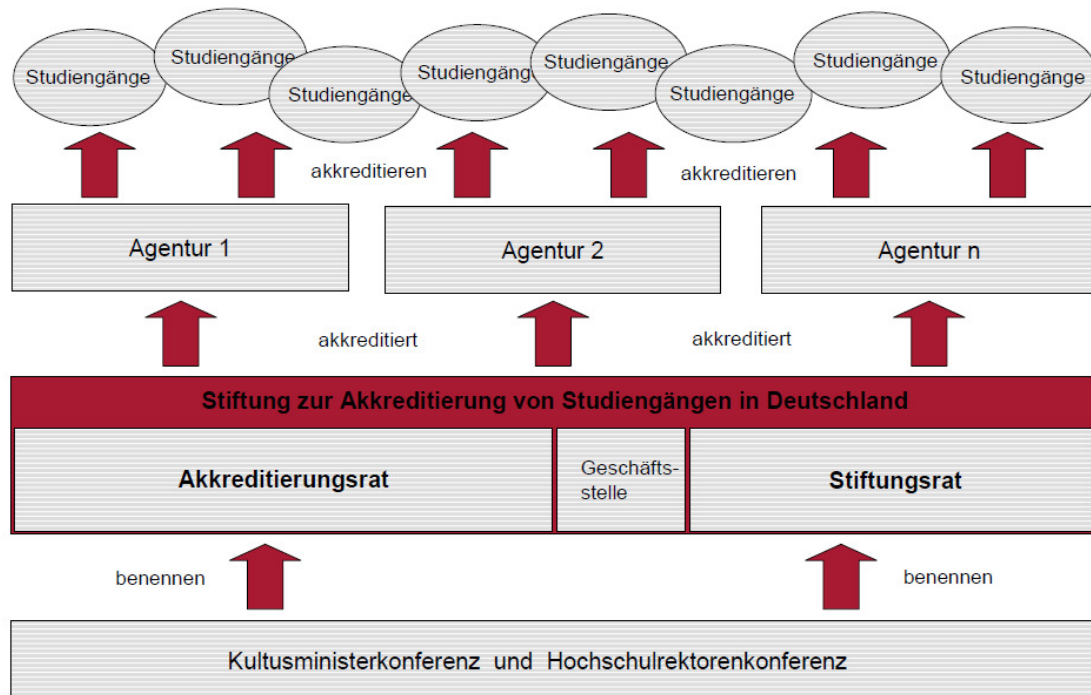 Studiengänge
Studiengänge
Studiengänge
Studiengänge
Studiengänge
Studiengänge
Studiengänge
Studiengänge
akkreditieren
akkreditieren
Agentur 1
Agentur 2
Agentur n
akkreditiert
akkreditiert
Stiftung zur Akkreditierung von Studiengängen in Deutschland
Akkreditierungsrat
Geschäfts-
stelle
Stiftungsrat
benennen
benennen
Kultusministerkonferenz und Hochschulrektorenkonferenz